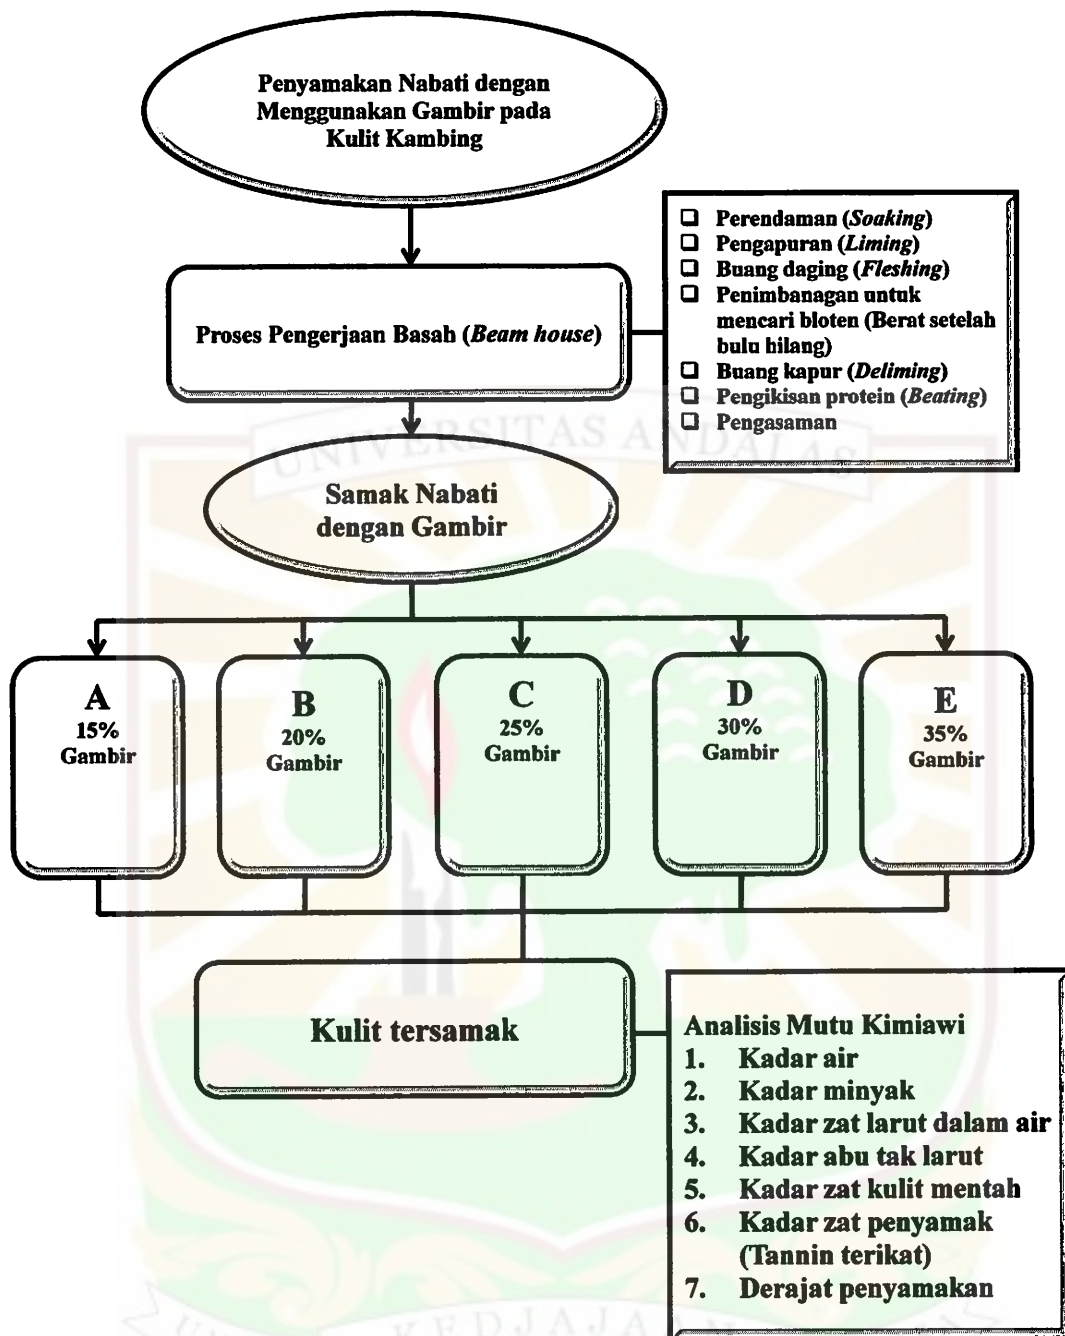 Penyamakan Nabati dengan
Menggunakan Gambir pada
Kulit Kambing
Proses Pengerjaan Basah (Beam house)
❑ Perendaman (Soaking)
❑ Pengapuran (Liming)
❑ Buang daging (Fleshing)
❑ Penimbanagan untuk
mencari bloten (Berat setelah
bulu hilang)
❑ Buang kapur (Deliming)
❑ Pengikisan protein (Beating)
❑ Pengasaman
UNIVERSITAS ANDALAS
Samak Nabati
dengan Gambir
A
15%
Gambir
B
20%
Gambir
C
25%
Gambir
D
30%
Gambir
E
35%
Gambir
Kulit tersamak
Analisis Mutu Kimiawi
1. Kadar air
2. Kadar minyak
3. Kadar zat larut dalam air
4. Kadar abu tak larut
5. Kadar zat kulit mentah
6. Kadar zat penyamak
(Tannin terikat)
7. Derajat penyamakan
KEDJAJAAN